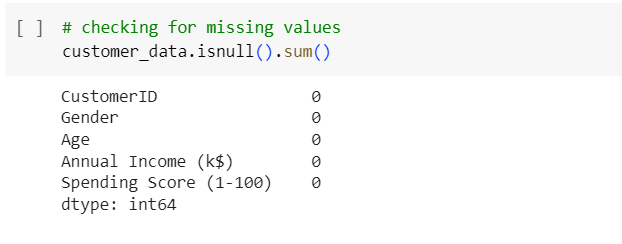 [ ] # checking for missing values
customer_data.isnull().sum()
CustomerID 0
Gender 0
Age 0
Annual Income (k$) 0
Spending Score (1-100) 0
dtype: int64